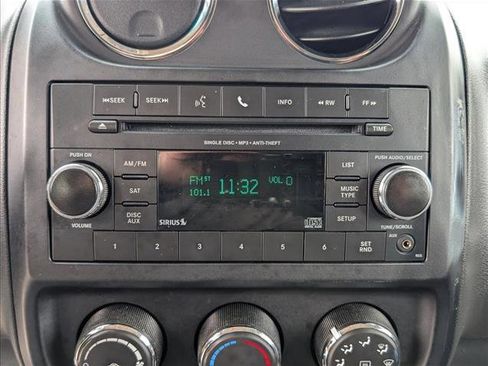 ⏮SEEK SEEK⏭ INFO ◀◀ RW FF ▶▶
TIME
SINGLE DISC • MP3 • ANTI-THEFT
PUSH ON AM/FM LIST PUSH AUDIO/SELECT
FM ST 11:32 VOL 0
101.1
SAT MUSIC TYPE
DISC AUX SIRIUS SETUP
VOLUME TUNE/SCROLL
1 2 3 4 5 6 SET RND AUX